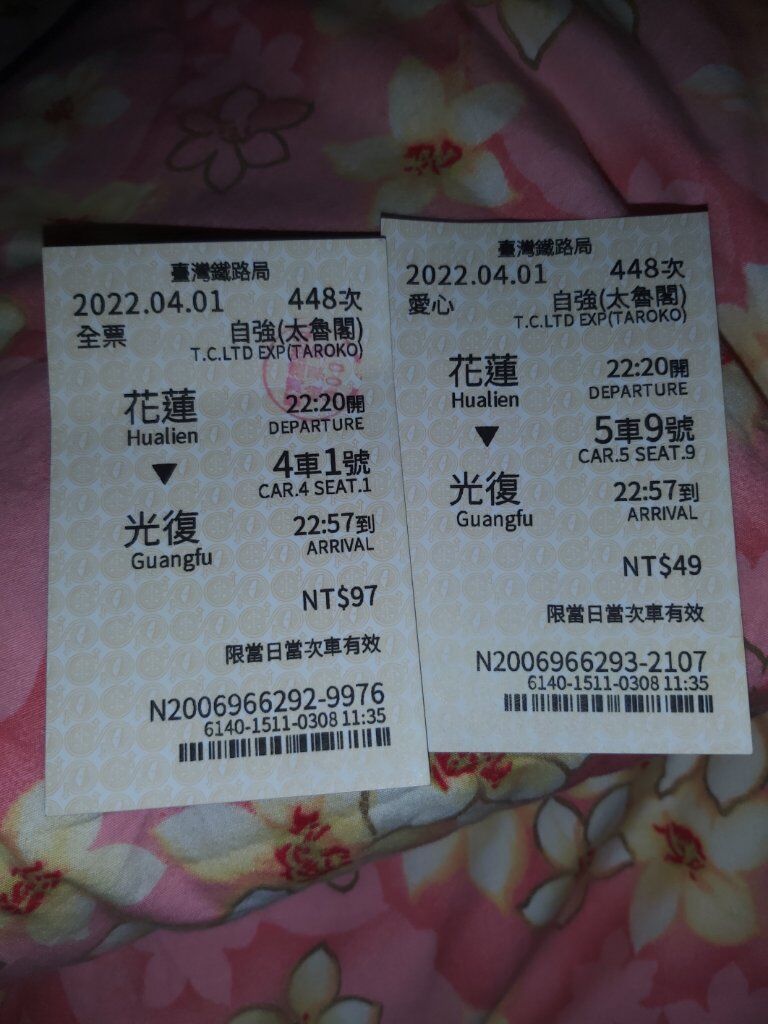 臺灣鐵路局
2022.04.01 448次
全票 自強(太魯閣)
T.C.LTD EXP(TAROKO)
花蓮 22:20開
Hualien DEPARTURE
▼ 4車1號
CAR.4 SEAT.1
光復 22:57到
Guangfu ARRIVAL
NT$97
限當日當次車有效
N2006966292-9976
6140-1511-0308 11:35
臺灣鐵路局
2022.04.01 448次
愛心 自強(太魯閣)
T.C.LTD EXP(TAROKO)
花蓮 22:20開
Hualien DEPARTURE
▼ 5車9號
CAR.5 SEAT.9
光復 22:57到
Guangfu ARRIVAL
NT$49
限當日當次車有效
N2006966293-2107
6140-1511-0308 11:35